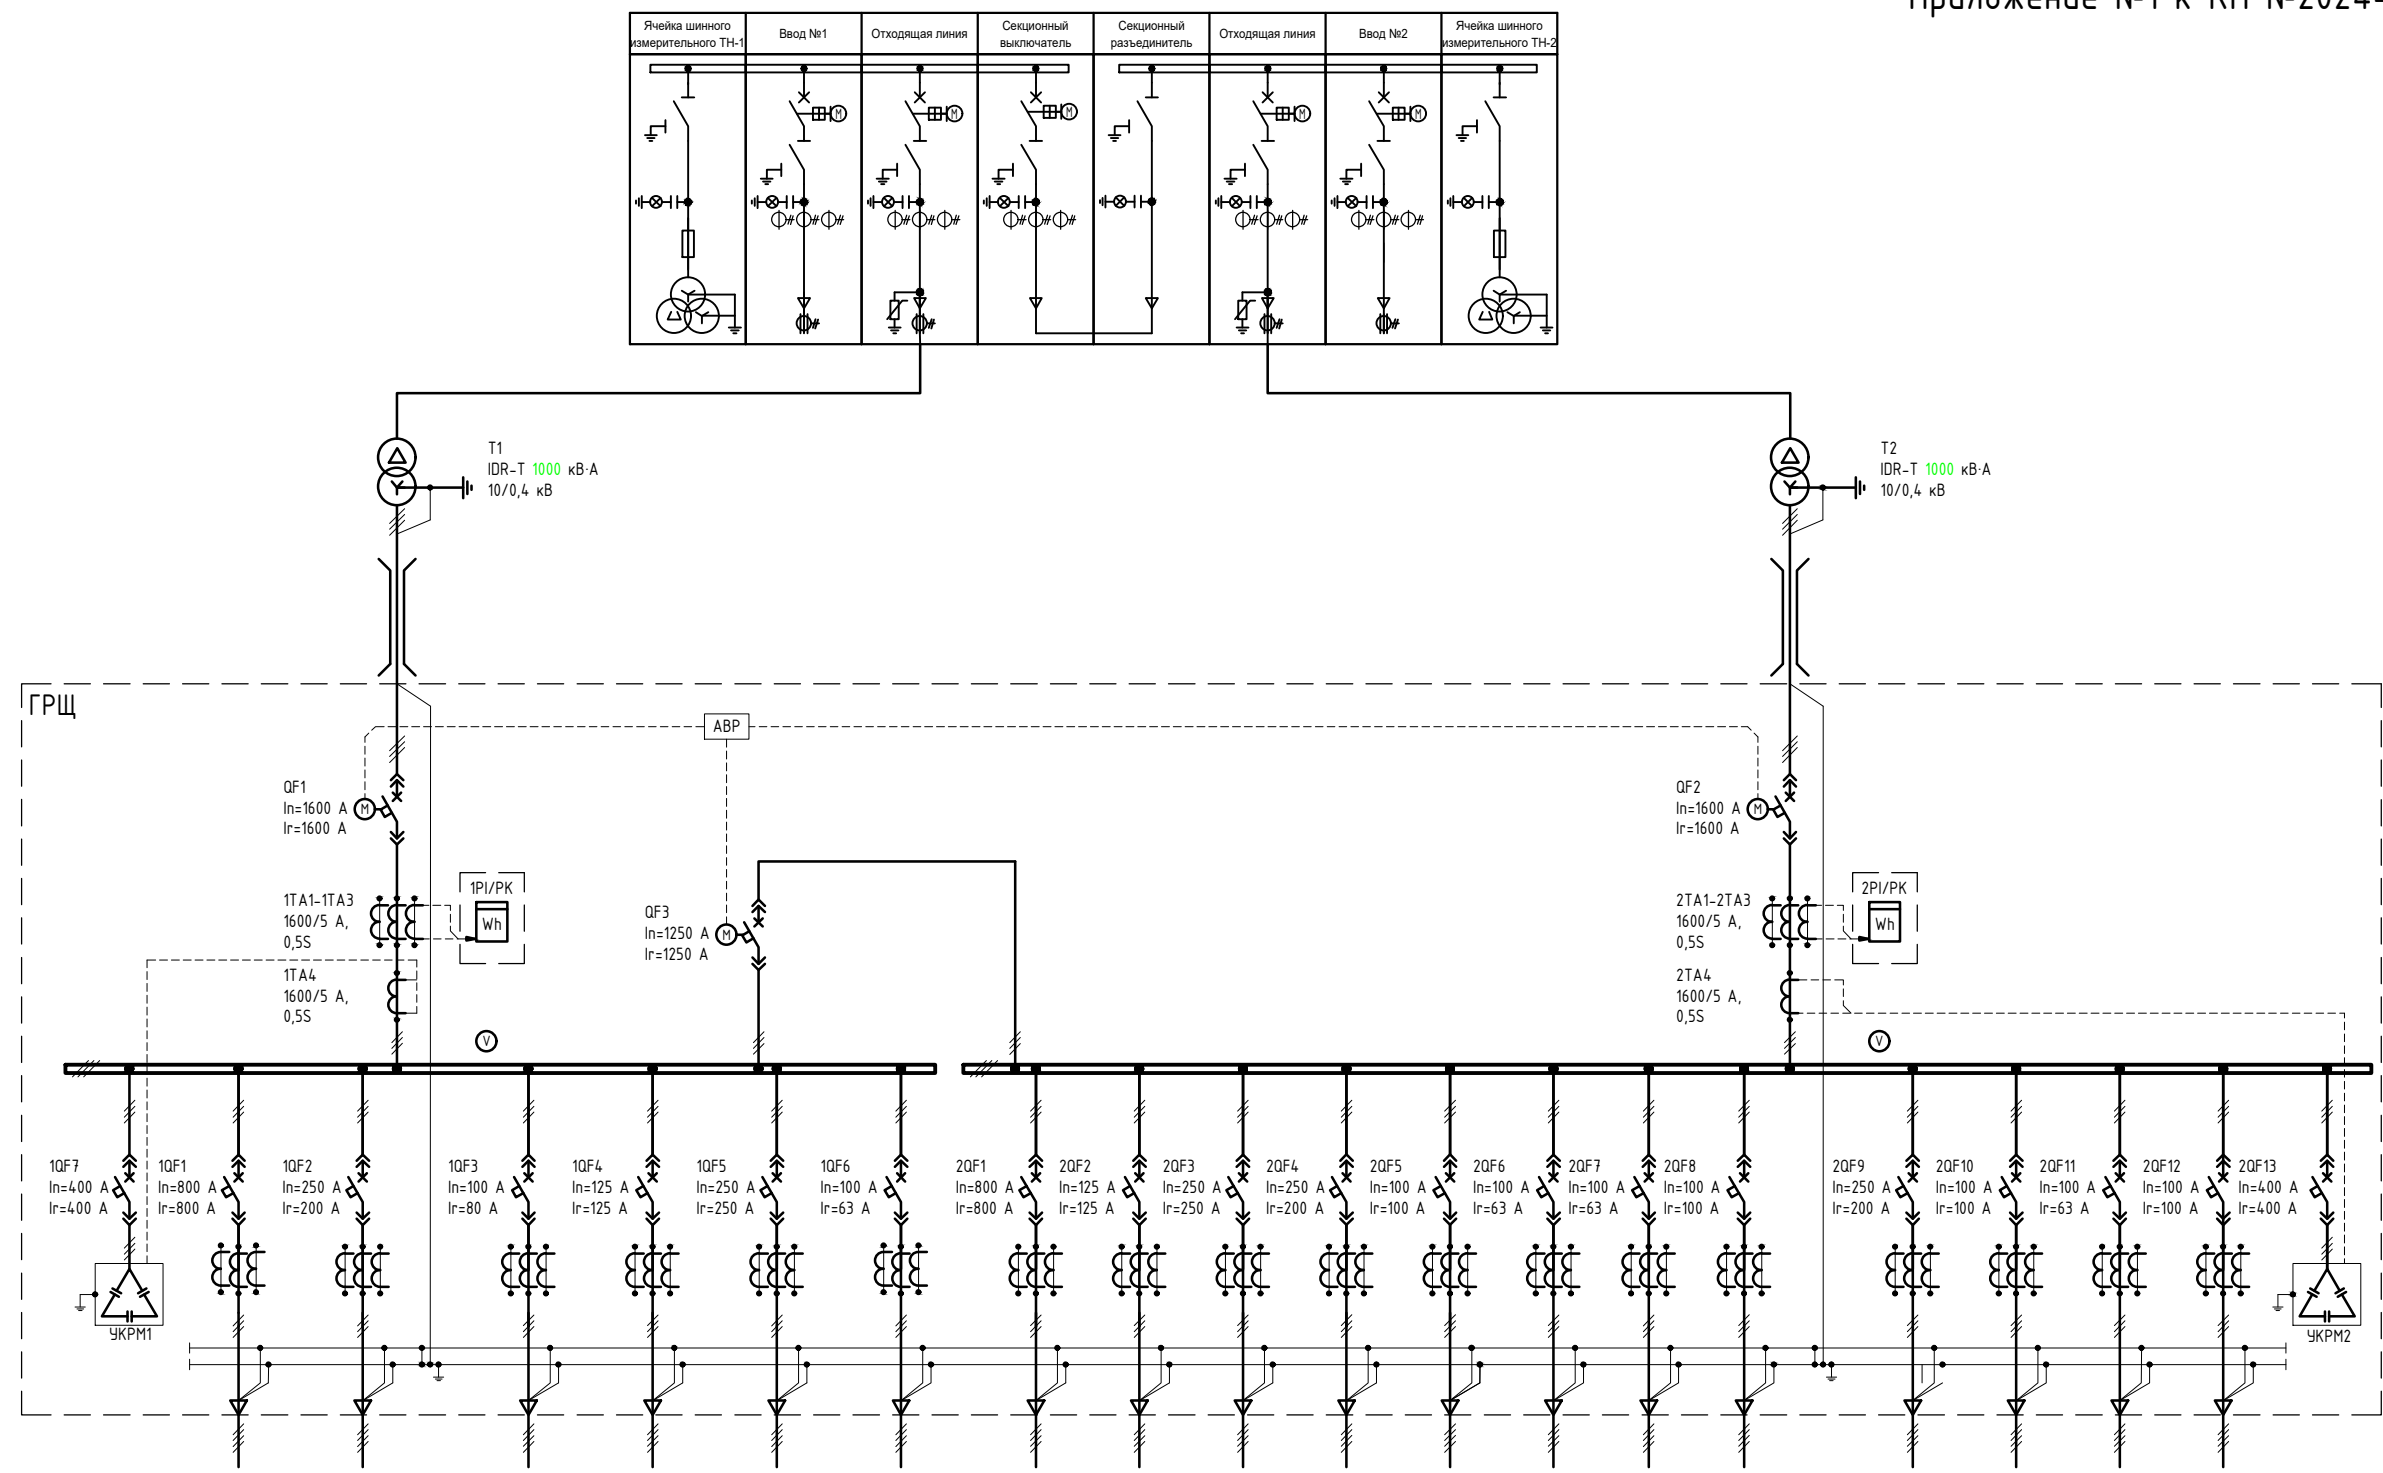 Приложение №1 к КП №2024-
Ячейка шинного
измерительного ТН-1
Ввод №1
Отходящая линия
Секционный
выключатель
Секционный
разъединитель
Отходящая линия
Ввод №2
Ячейка шинного
измерительного ТН-2
M
M
M
M
M
T1
IDR-T 1000 кВ·А
10/0,4 кВ
T2
IDR-T 1000 кВ·А
10/0,4 кВ
ГРЩ
АВР
QF1
In=1600 A
Ir=1600 A
M
QF2
In=1600 A
Ir=1600 A
M
1TA1-1TA3
1600/5 A,
0,5S
1PI/PK
Wh
QF3
In=1250 A
Ir=1250 A
M
2TA1-2TA3
1600/5 A,
0,5S
2PI/PK
Wh
1TA4
1600/5 A,
0,5S
2TA4
1600/5 A,
0,5S
V
V
1QF7
In=400 A
Ir=400 A
1QF1
In=800 A
Ir=800 A
1QF2
In=250 A
Ir=200 A
1QF3
In=100 A
Ir=80 A
1QF4
In=125 A
Ir=125 A
1QF5
In=250 A
Ir=250 A
1QF6
In=100 A
Ir=63 A
2QF1
In=800 A
Ir=800 A
2QF2
In=125 A
Ir=125 A
2QF3
In=250 A
Ir=250 A
2QF4
In=250 A
Ir=200 A
2QF5
In=100 A
Ir=100 A
2QF6
In=100 A
Ir=63 A
2QF7
In=100 A
Ir=63 A
2QF8
In=100 A
Ir=100 A
2QF9
In=250 A
Ir=200 A
2QF10
In=100 A
Ir=100 A
2QF11
In=100 A
Ir=63 A
2QF12
In=100 A
Ir=100 A
2QF13
In=400 A
Ir=400 A
УКРМ1
УКРМ2